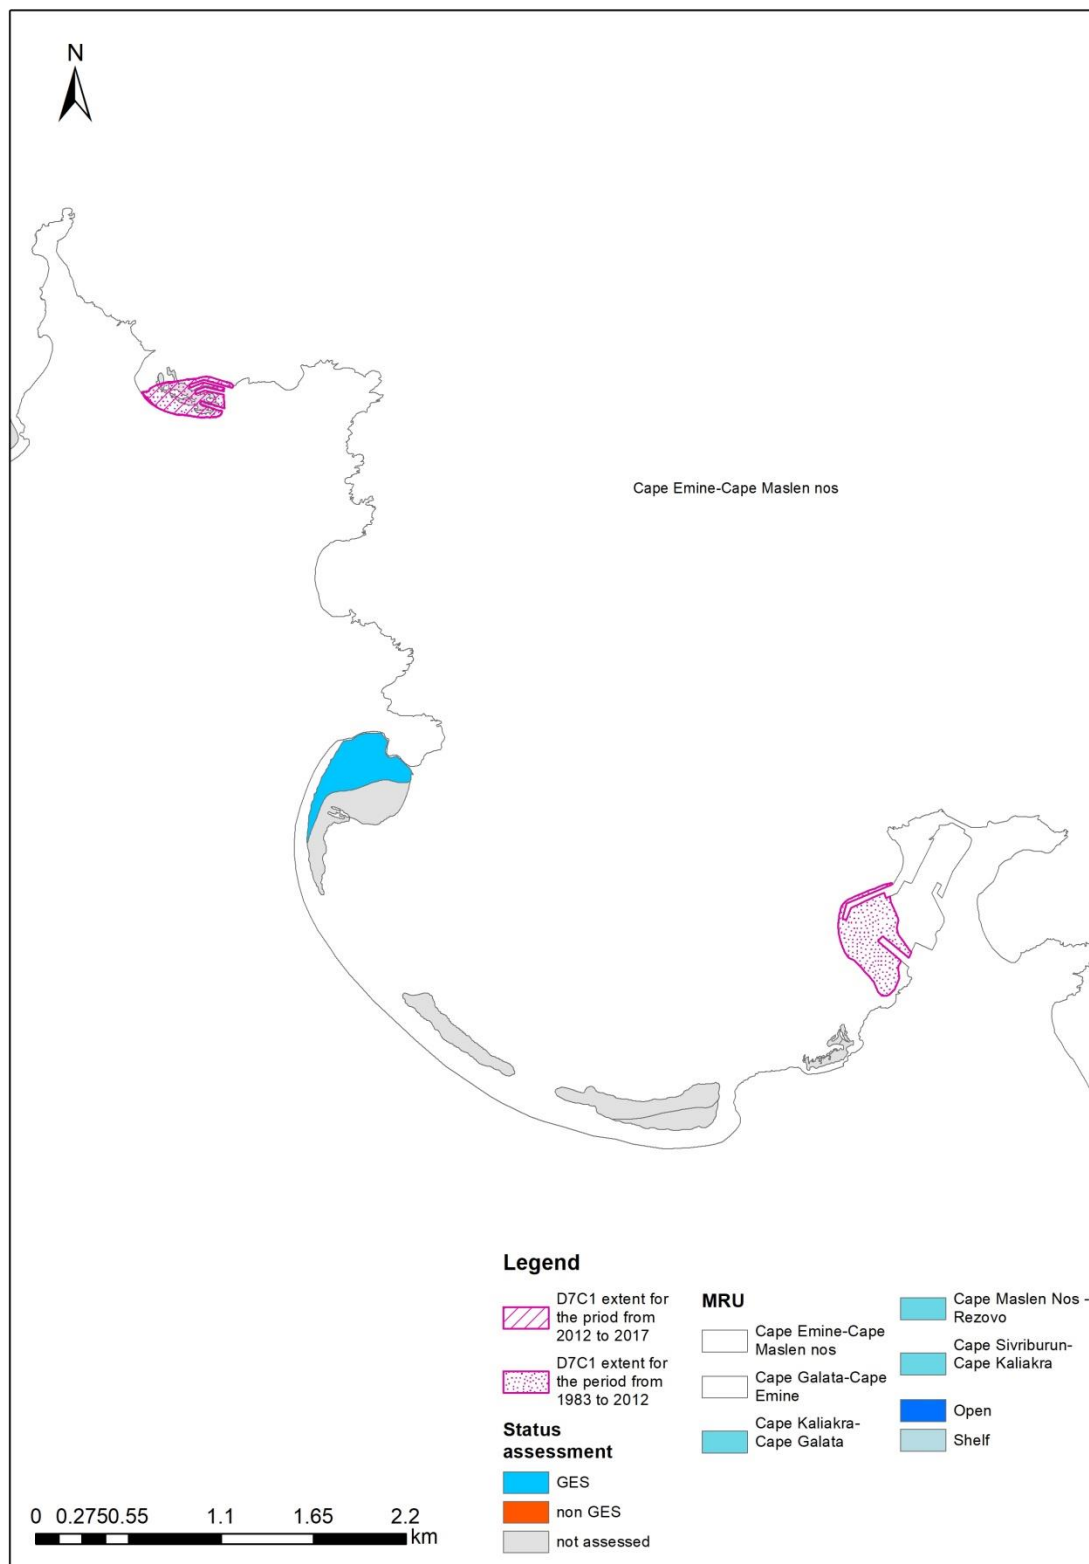 N
Cape Emine-Cape Maslen nos
Legend
D7C1 extent for
the priod from
2012 to 2017
D7C1 extent for
the period from
1983 to 2012
Status
assessment
GES
non GES
not assessed
MRU
Cape Emine-Cape
Maslen nos
Cape Galata-Cape
Emine
Cape Kaliakra-
Cape Galata
Cape Maslen Nos -
Rezovo
Cape Sivriburun-
Cape Kaliakra
Open
Shelf
0 0.2750.55 1.1 1.65 2.2
km